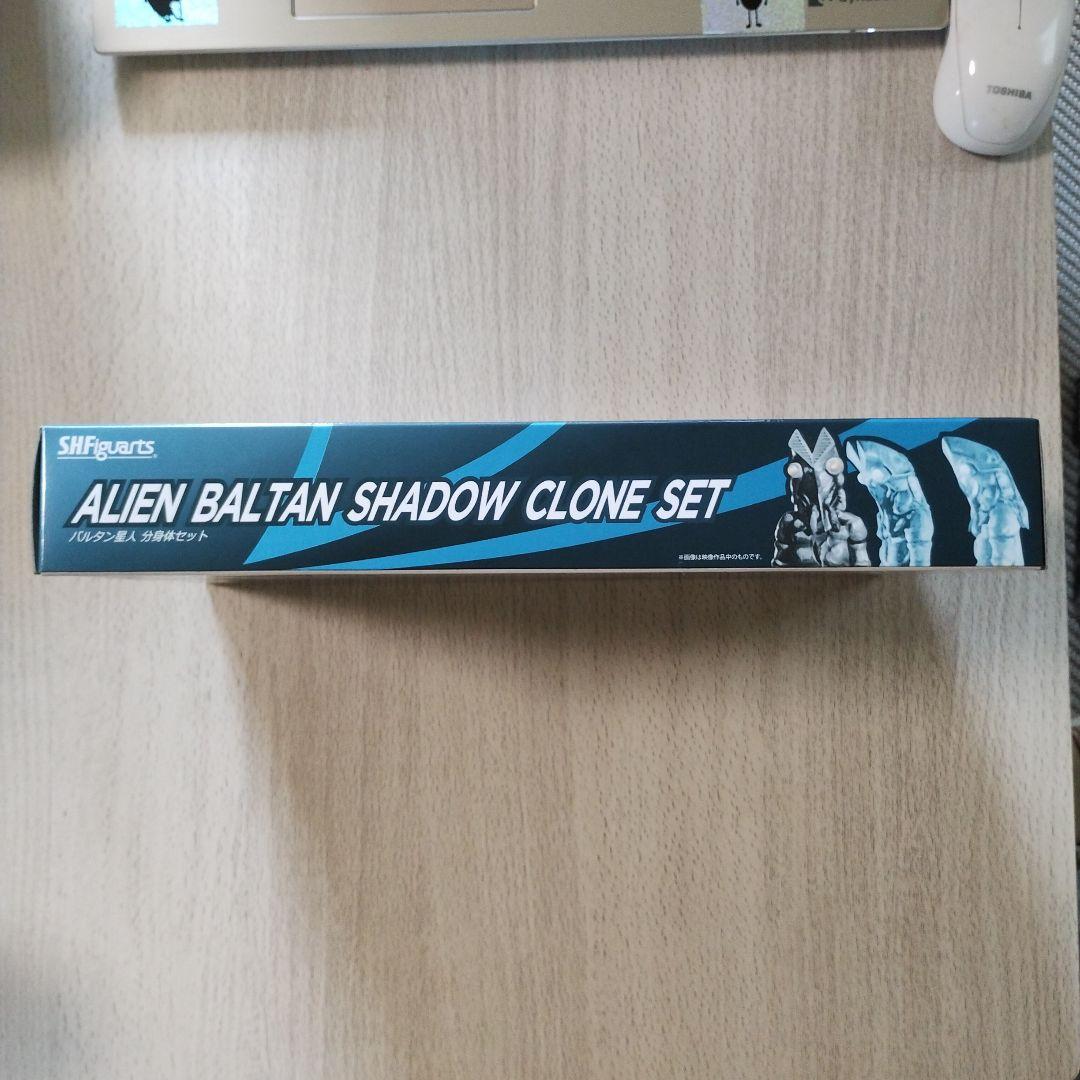 TOSHIBA
S.H.Figuarts
ALIEN BALTAN SHADOW CLONE SET
バルタン星人 分身体セット
※画像は映像作品中のものです。